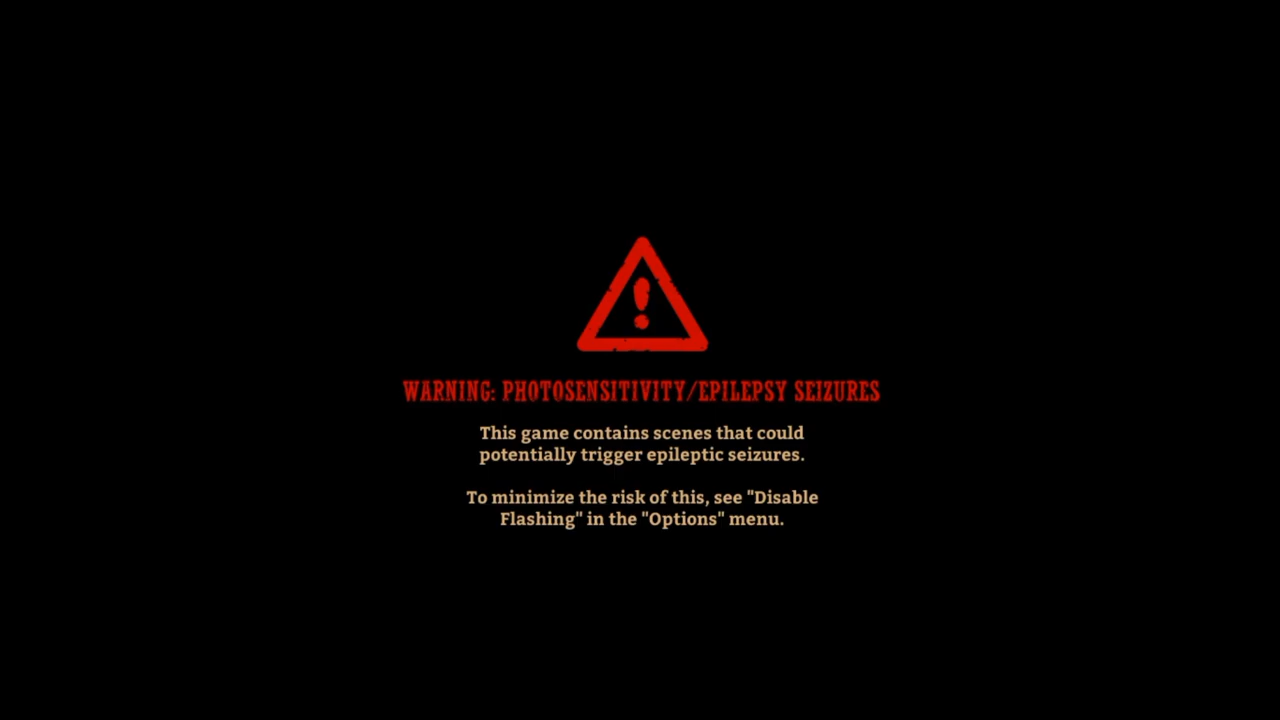 WARNING: PHOTOSENSITIVITY/EPILEPSY SEIZURES
This game contains scenes that could
potentially trigger epileptic seizures.
To minimize the risk of this, see "Disable
Flashing" in the "Options" menu.